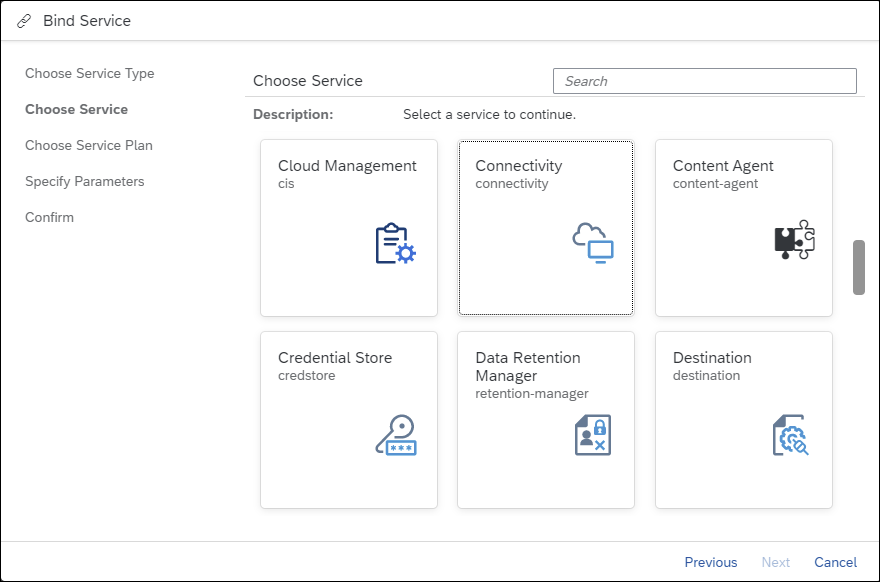 Bind Service
Choose Service Type
Choose Service
Choose Service Plan
Specify Parameters
Confirm
Choose Service
Search
Description: Select a service to continue.
Cloud Management
cis
Connectivity
connectivity
Content Agent
content-agent
Credential Store
credstore
Data Retention
Manager
retention-manager
Destination
destination
Previous Next Cancel